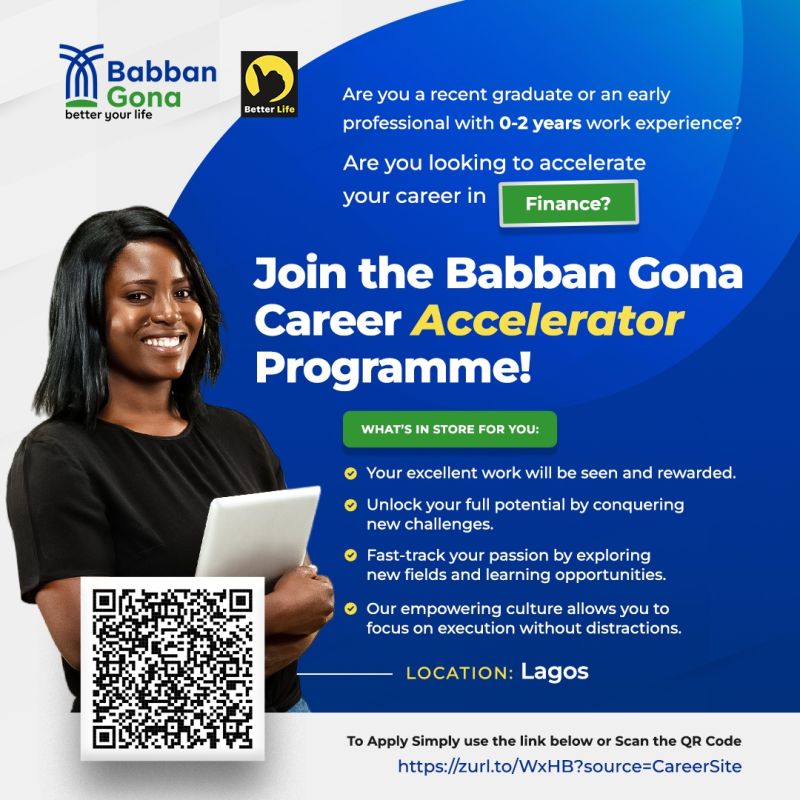 Babban
Gona
better your life
Better Life
Are you a recent graduate or an early
professional with 0-2 years work experience?
Are you looking to accelerate
your career in Finance?
Join the Babban Gona
Career Accelerator
Programme!
WHAT'S IN STORE FOR YOU:
Your excellent work will be seen and rewarded.
Unlock your full potential by conquering
new challenges.
Fast-track your passion by exploring
new fields and learning opportunities.
Our empowering culture allows you to
focus on execution without distractions.
LOCATION: Lagos
To Apply Simply use the link below or Scan the QR Code
https://zurl.to/WxHB?source=CareerSite